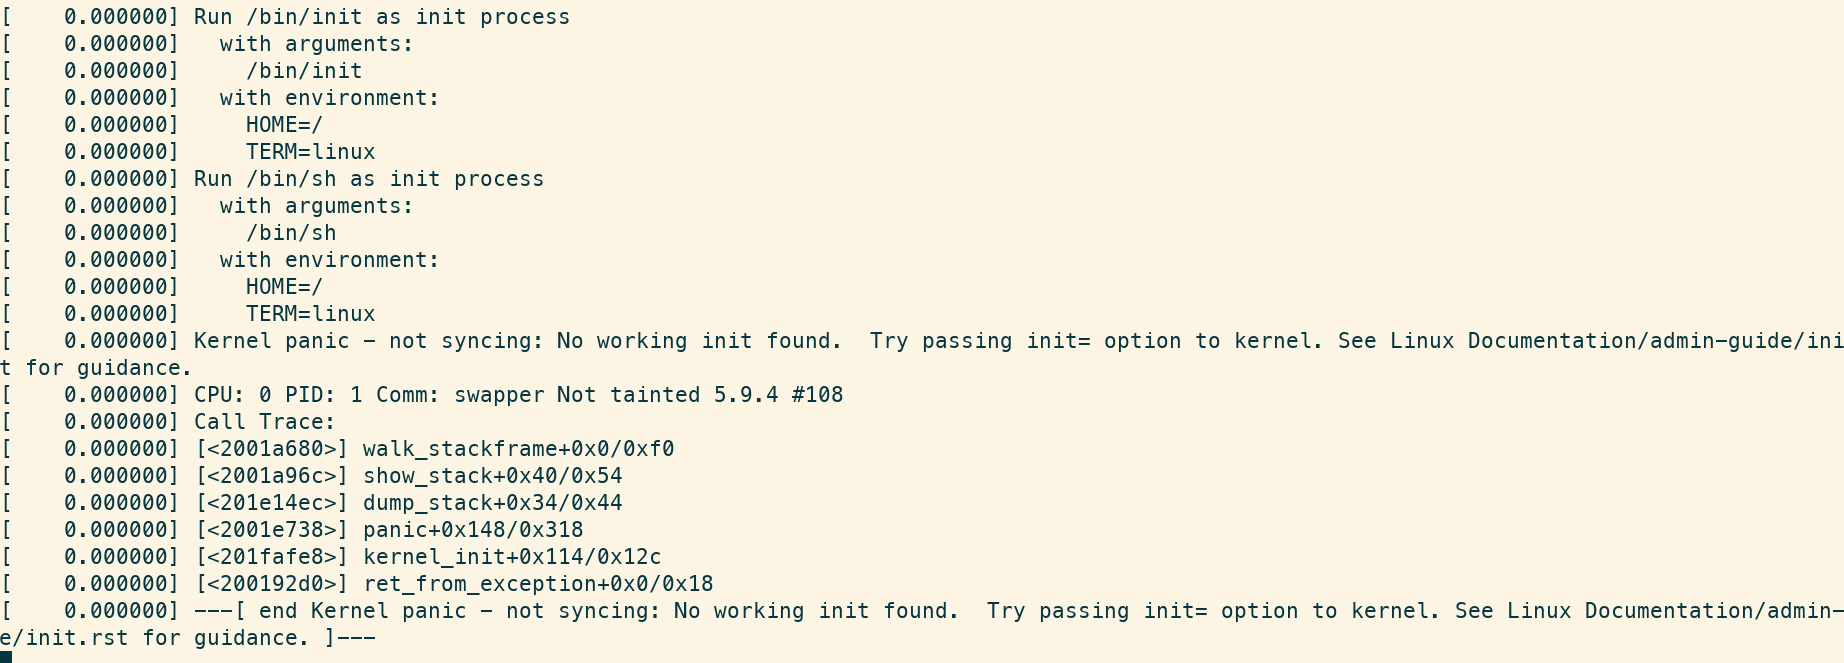 [    0.000000] Run /bin/init as init process
[    0.000000]   with arguments:
[    0.000000]     /bin/init
[    0.000000]   with environment:
[    0.000000]     HOME=/
[    0.000000]     TERM=linux
[    0.000000] Run /bin/sh as init process
[    0.000000]   with arguments:
[    0.000000]     /bin/sh
[    0.000000]   with environment:
[    0.000000]     HOME=/
[    0.000000]     TERM=linux
[    0.000000] Kernel panic - not syncing: No working init found.  Try passing init= option to kernel. See Linux Documentation/admin-guide/ini
t for guidance.
[    0.000000] CPU: 0 PID: 1 Comm: swapper Not tainted 5.9.4 #108
[    0.000000] Call Trace:
[    0.000000] [<2001a680>] walk_stackframe+0x0/0xf0
[    0.000000] [<2001a96c>] show_stack+0x40/0x54
[    0.000000] [<201e14ec>] dump_stack+0x34/0x44
[    0.000000] [<2001e738>] panic+0x148/0x318
[    0.000000] [<201fafe8>] kernel_init+0x114/0x12c
[    0.000000] [<200192d0>] ret_from_exception+0x0/0x18
[    0.000000] ---[ end Kernel panic - not syncing: No working init found.  Try passing init= option to kernel. See Linux Documentation/admin-
e/init.rst for guidance. ]---